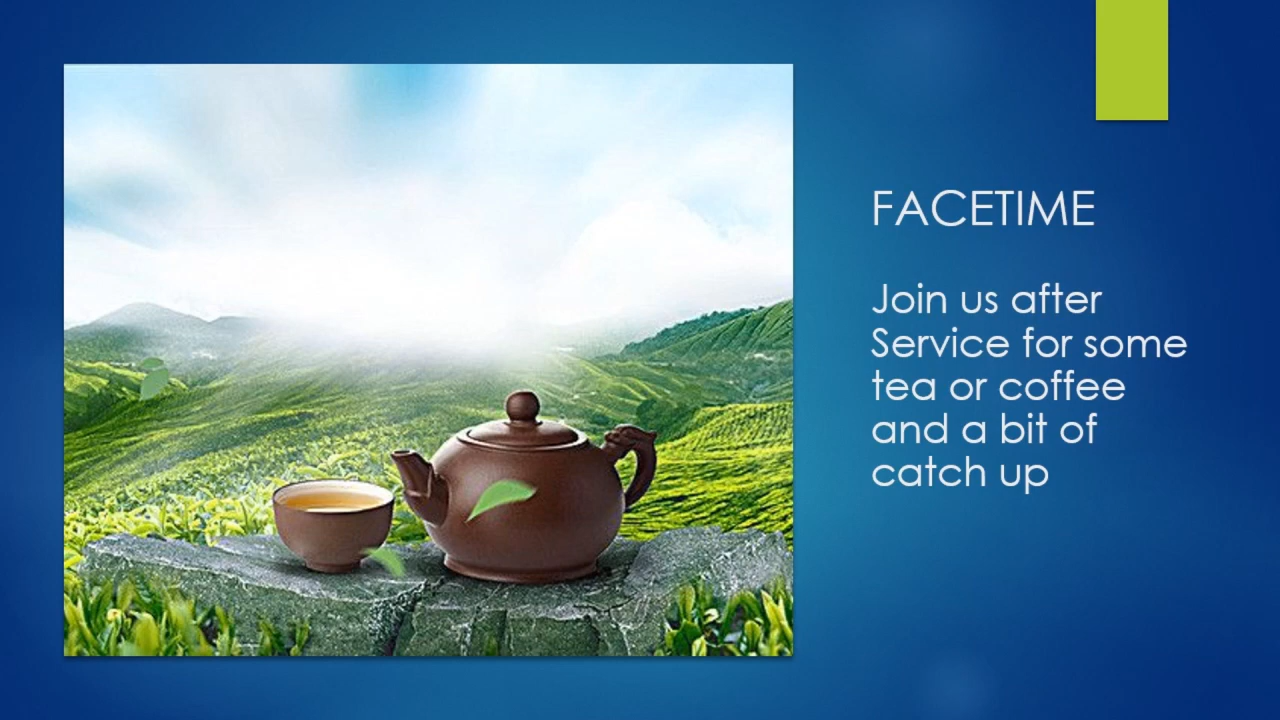 FACETIME
Join us after
Service for some
tea or coffee
and a bit of
catch up